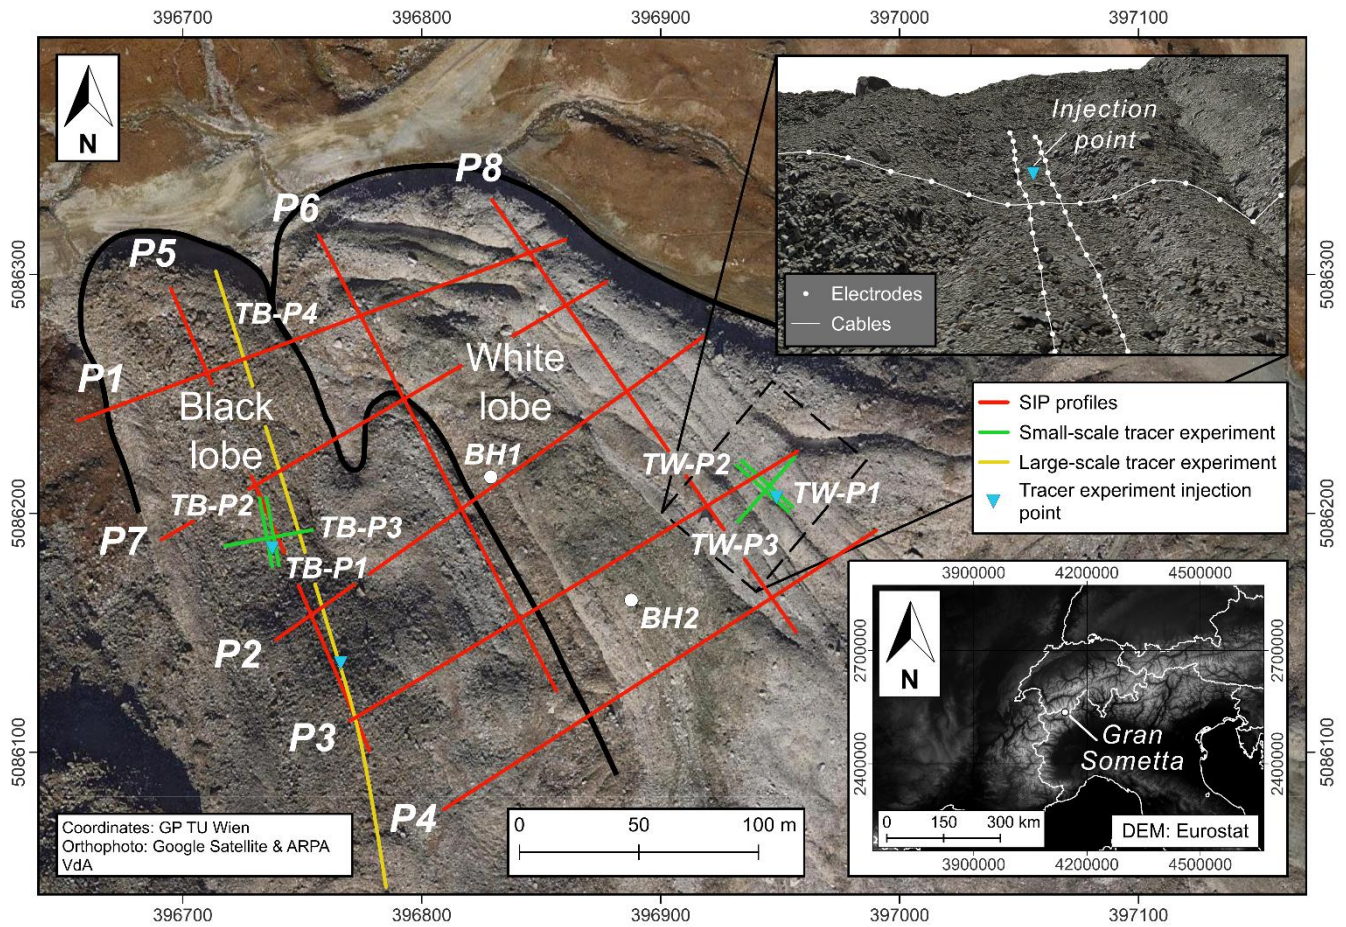 396700
396800
396900
397000
397100
5086300
5086200
5086100
5086300
5086200
5086100
N
P8
P6
P5
TB-P4
P1
White
lobe
Black
lobe
BH1
TW-P2
TW-P1
TB-P2
TB-P3
P7
TW-P3
TB-P1
BH2
P2
P3
P4
Injection
point
Electrodes
Cables
SIP profiles
Small-scale tracer experiment
Large-scale tracer experiment
Tracer experiment injection
point
3900000
4200000
4500000
2700000
2400000
2700000
2400000
N
Gran
Sometta
0
150
300 km
DEM: Eurostat
3900000
4200000
4500000
Coordinates: GP TU Wien
Orthophoto: Google Satellite & ARPA
VdA
0
50
100 m
396700
396800
396900
397000
397100